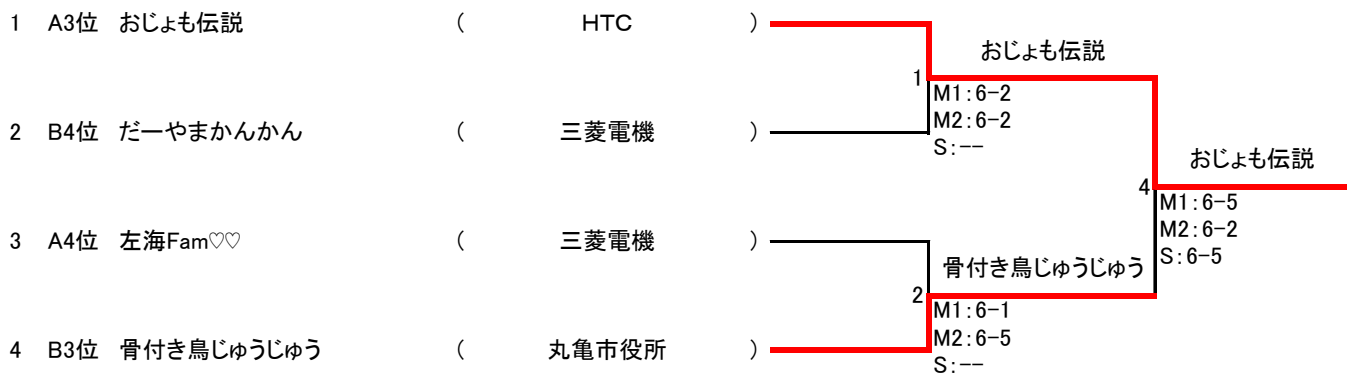 1 A3位 おじょも伝説 ( HTC )
おじょも伝説
1
M1:6-2
M2:6-2
S:--
2 B4位 だーやまかんかん ( 三菱電機 )
おじょも伝説
4
M1:6-5
M2:6-2
S:6-5
3 A4位 左海Fam♡♡ ( 三菱電機 )
骨付き鳥じゅうじゅう
2
M1:6-1
M2:6-5
S:--
4 B3位 骨付き鳥じゅうじゅう ( 丸亀市役所 )